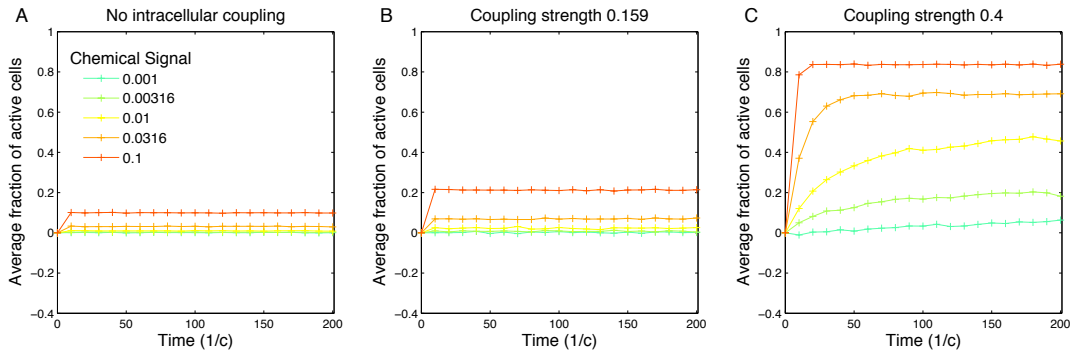 A
No intracellular coupling
Average fraction of active cells
1
0.8
0.6
0.4
0.2
0
−0.2
−0.4
Chemical Signal
0.001
0.00316
0.01
0.0316
0.1
0 50 100 150 200
Time (1/c)
B
Coupling strength 0.159
Average fraction of active cells
1
0.8
0.6
0.4
0.2
0
−0.2
−0.4
0 50 100 150 200
Time (1/c)
C
Coupling strength 0.4
Average fraction of active cells
1
0.8
0.6
0.4
0.2
0
−0.2
−0.4
0 50 100 150 200
Time (1/c)